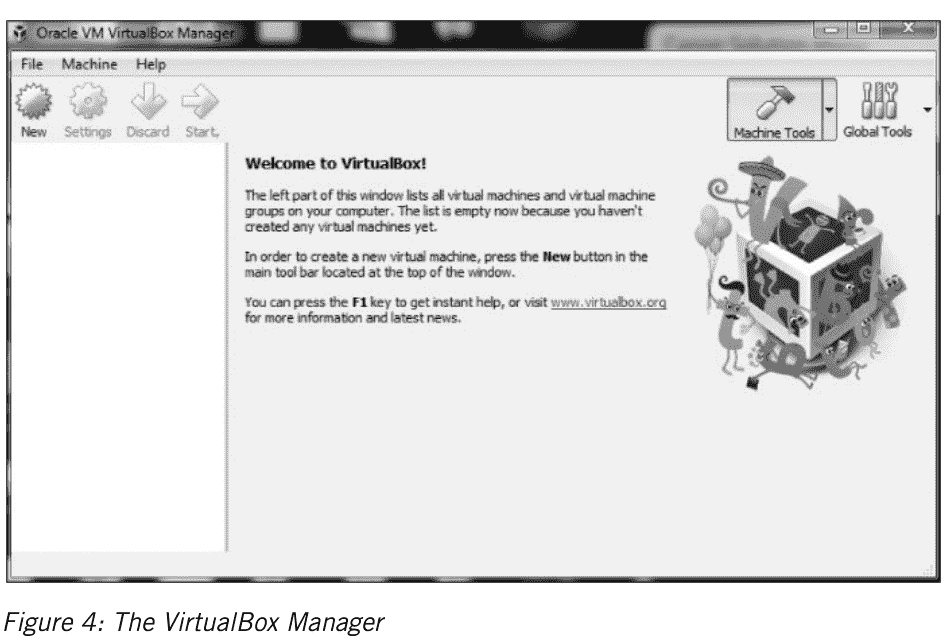 Oracle VM VirtualBox Manager
File Machine Help
New Settings Discard Start
Machine Tools Global Tools
Welcome to VirtualBox!
The left part of this window lists all virtual machines and virtual machine
groups on your computer. The list is empty now because you haven't
created any virtual machines yet.
In order to create a new virtual machine, press the New button in the
main tool bar located at the top of the window.
You can press the F1 key to get instant help, or visit www.virtualbox.org
for more information and latest news.
Figure 4: The VirtualBox Manager